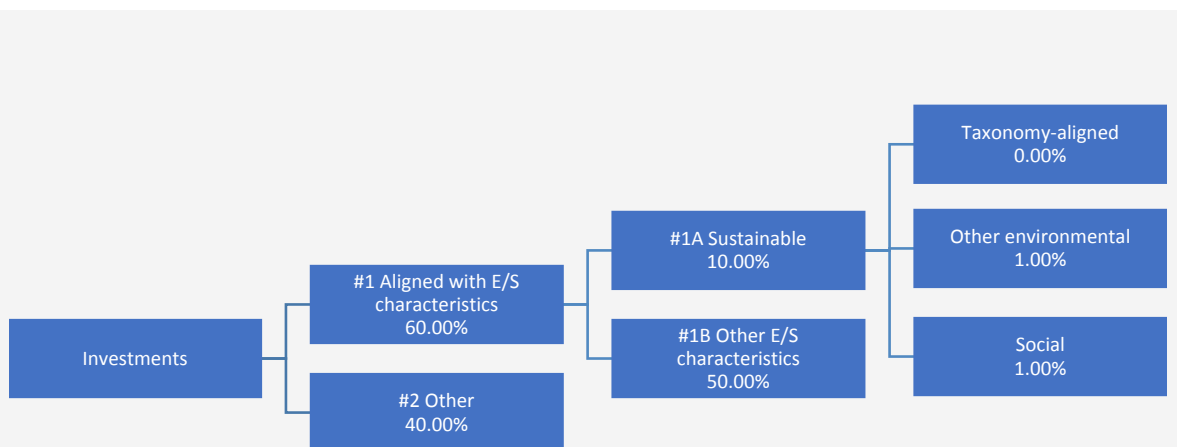 Investments
#1 Aligned with E/S
characteristics
60.00%
#2 Other
40.00%
#1A Sustainable
10.00%
#1B Other E/S
characteristics
50.00%
Taxonomy-aligned
0.00%
Other environmental
1.00%
Social
1.00%